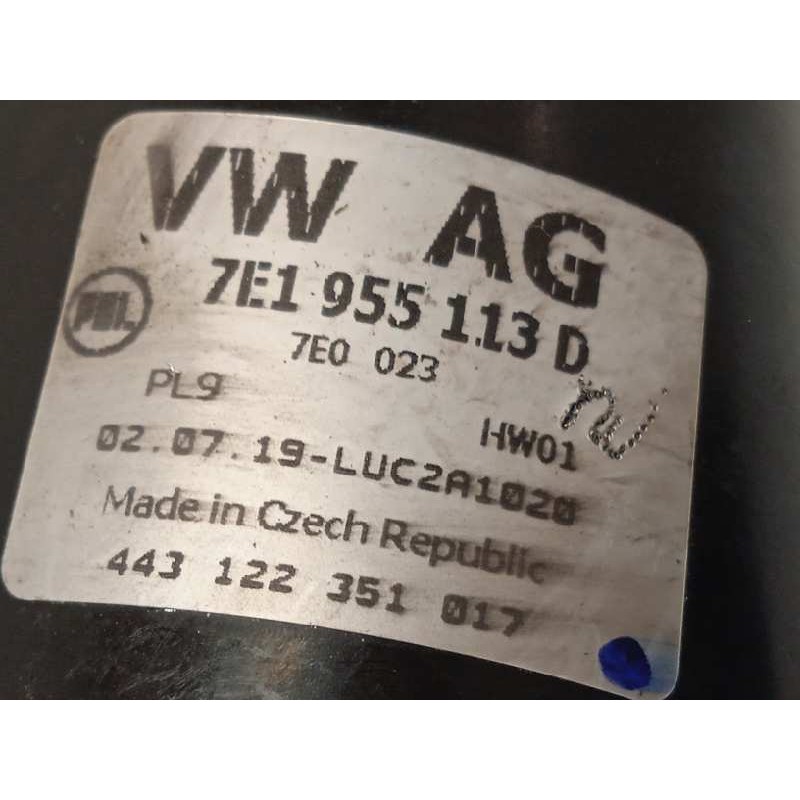 VW AG
7E1 955 113 D
PAL
7E0 023
PL9
HW01
02.07.19-LUC2A1020
Made in Czech Republic
443 122 351 017